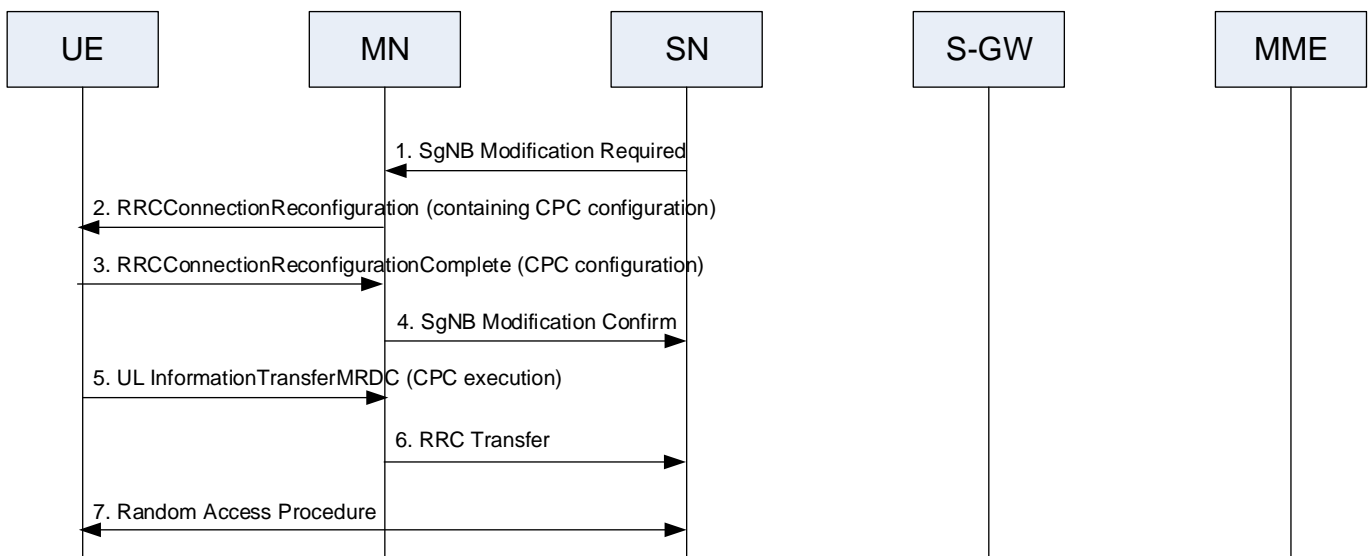 UE
MN
SN
S-GW
MME
1. SgNB Modification Required
2. RRCConnectionReconfiguration (containing CPC configuration)
3. RRCConnectionReconfigurationComplete (CPC configuration)
4. SgNB Modification Confirm
5. UL InformationTransferMRDC (CPC execution)
6. RRC Transfer
7. Random Access Procedure